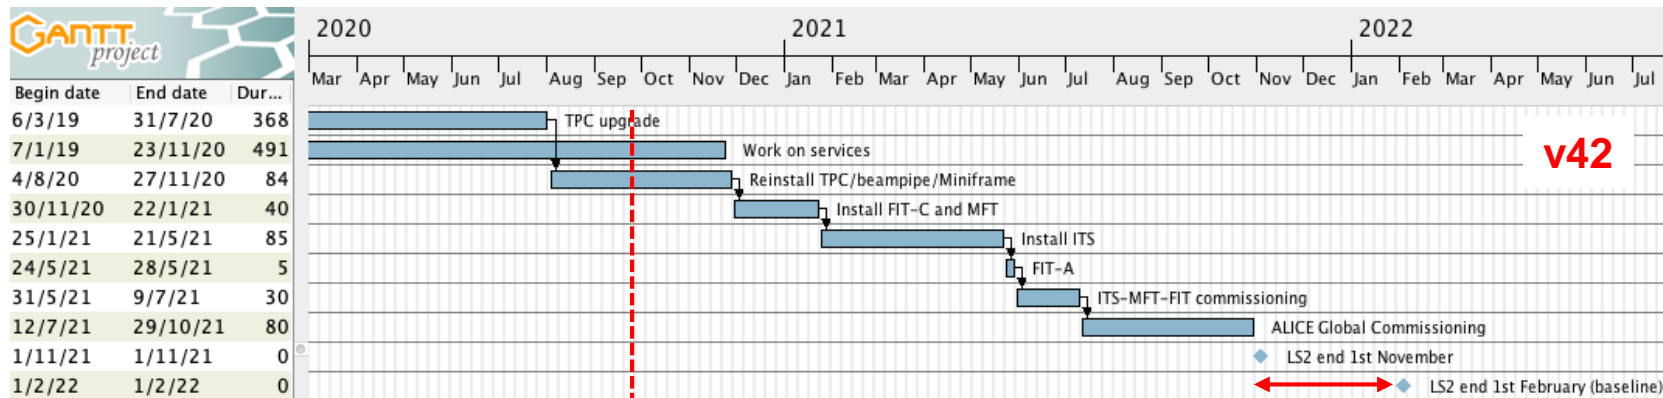 GANTT project
2020 2021 2022
Mar Apr May Jun Jul Aug Sep Oct Nov Dec Jan Feb Mar Apr May Jun Jul Aug Sep Oct Nov Dec Jan Feb Mar Apr May Jun Jul
Begin date End date Dur...
6/3/19 31/7/20 368 TPC upgrade
7/1/19 23/11/20 491 Work on services
v42
4/8/20 27/11/20 84 Reinstall TPC/beampipe/Miniframe
30/11/20 22/1/21 40 Install FIT-C and MFT
25/1/21 21/5/21 85 Install ITS
24/5/21 28/5/21 5 FIT-A
31/5/21 9/7/21 30 ITS-MFT-FIT commissioning
12/7/21 29/10/21 80 ALICE Global Commissioning
1/11/21 1/11/21 0 LS2 end 1st November
1/2/22 1/2/22 0 LS2 end 1st February (baseline)